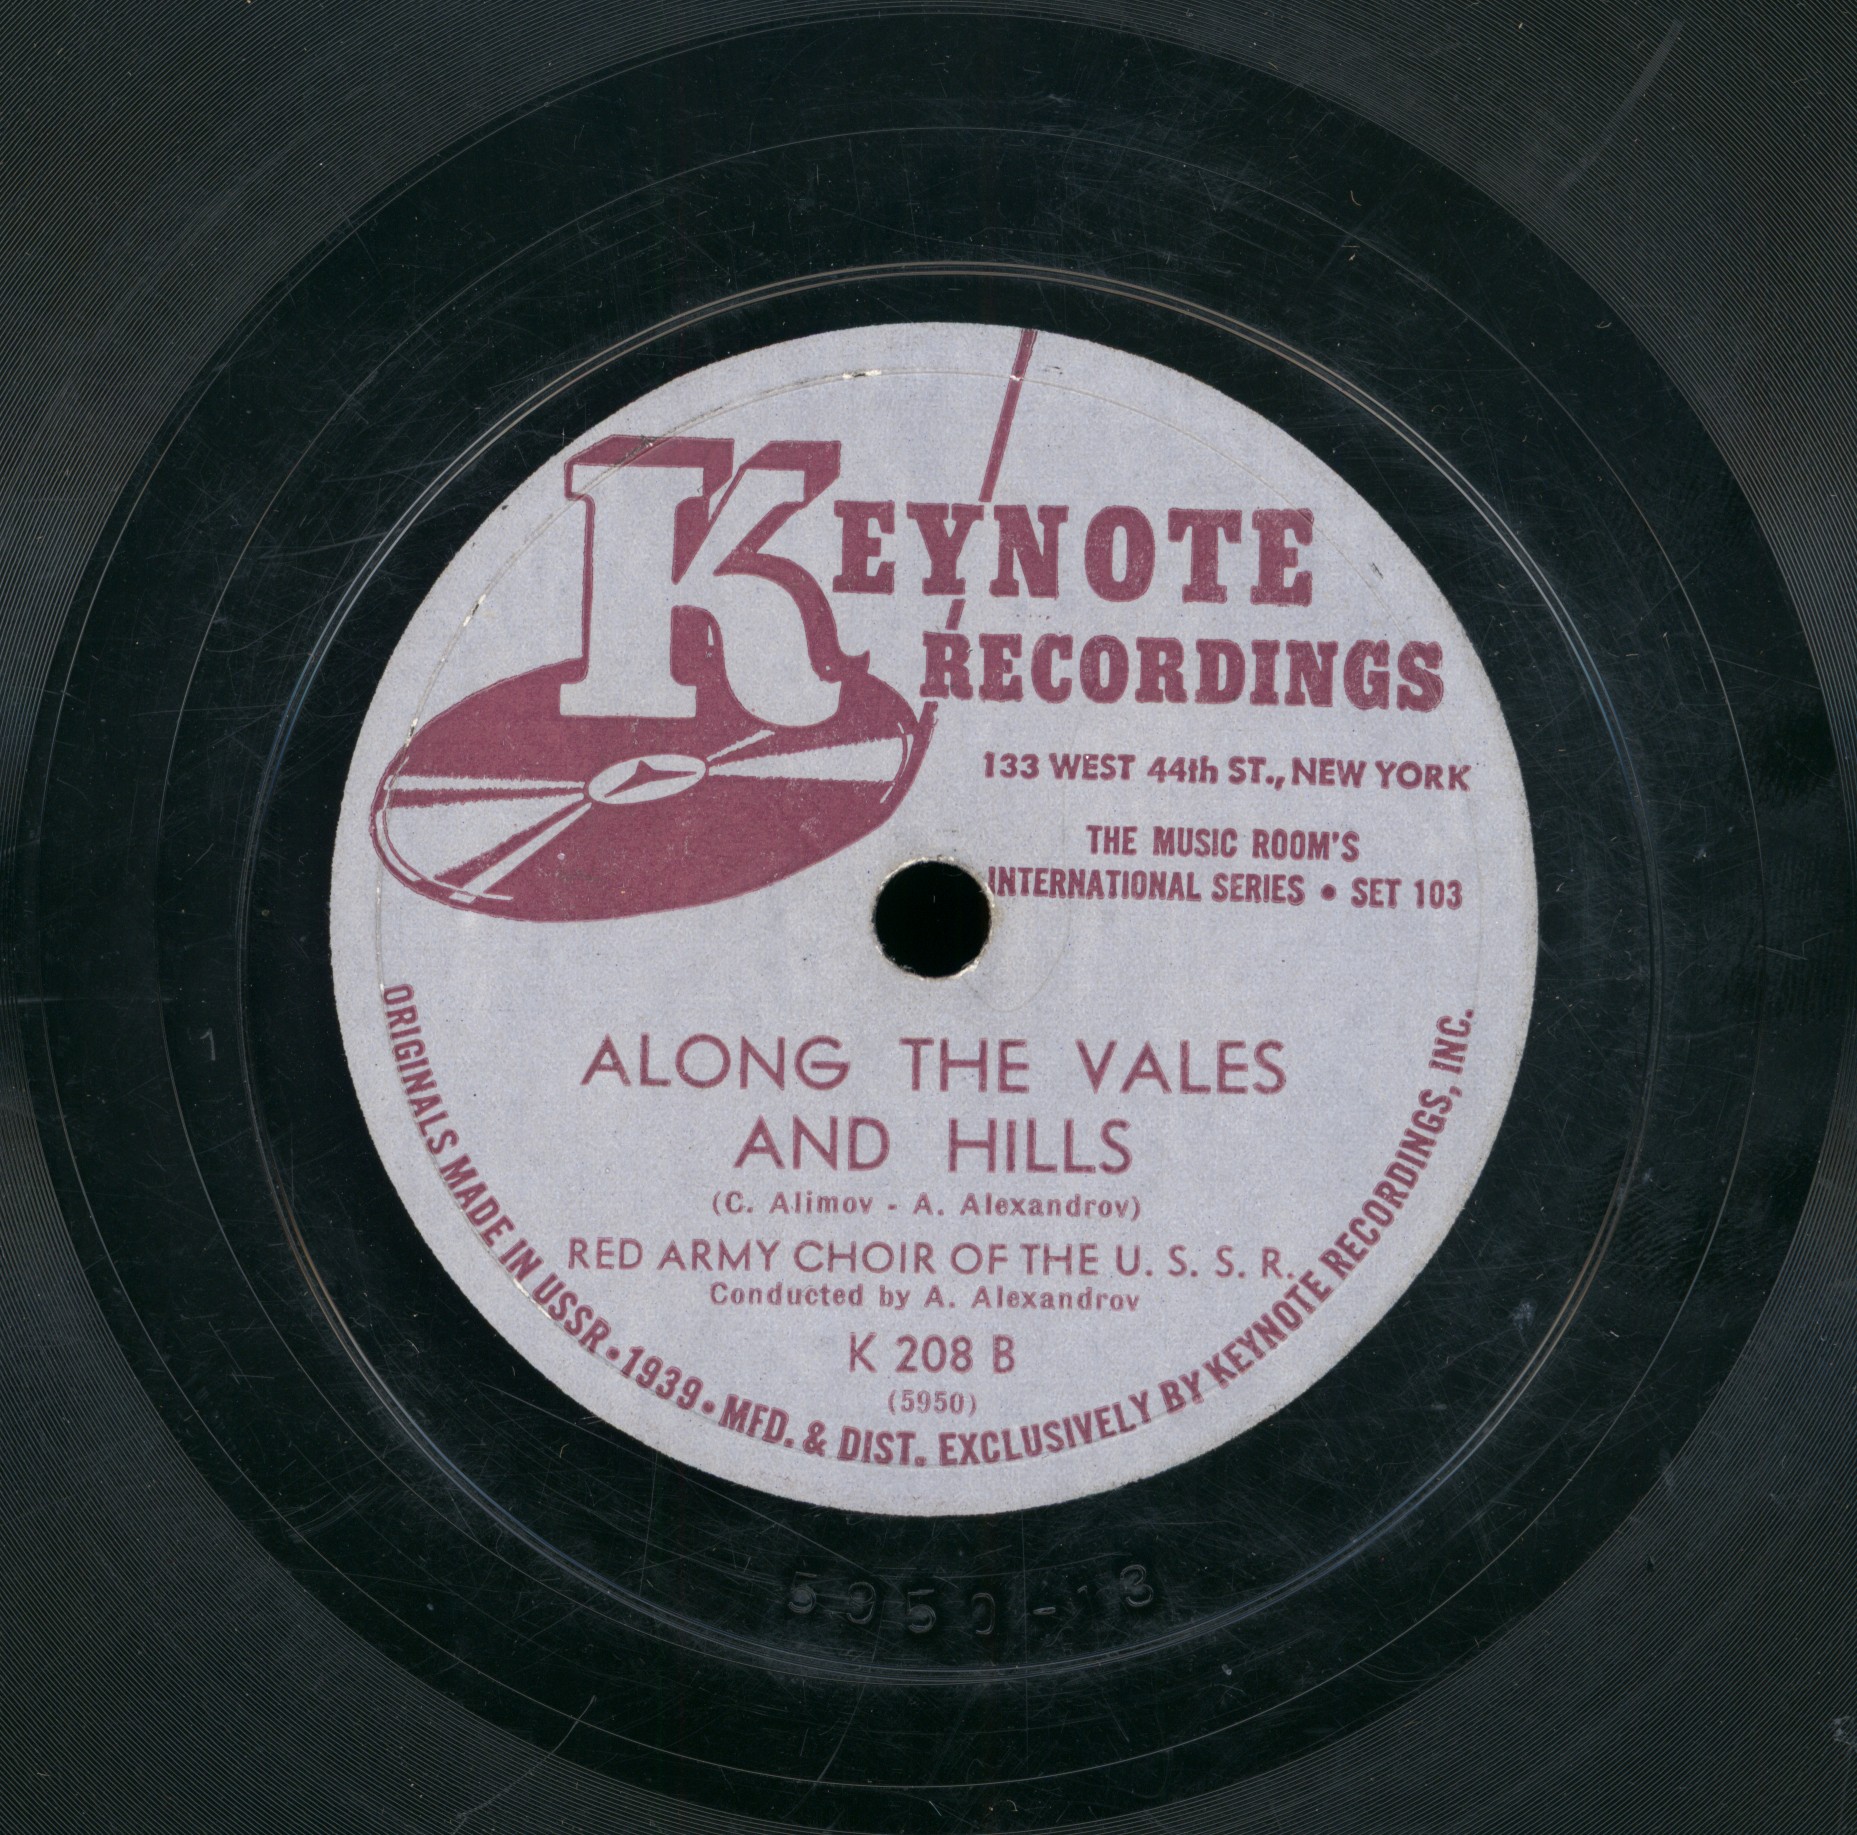 KEYNOTE
RECORDINGS
133 WEST 44th ST., NEW YORK
THE MUSIC ROOM'S
INTERNATIONAL SERIES • SET 103
ALONG THE VALES
AND HILLS
(C. Alimov - A. Alexandrov)
RED ARMY CHOIR OF THE U. S. S. R.
Conducted by A. Alexandrov
K 208 B
(5950)
ORIGINALS MADE IN USSR • 1939 • MFD. & DIST. EXCLUSIVELY BY KEYNOTE RECORDINGS, INC.
5950-13